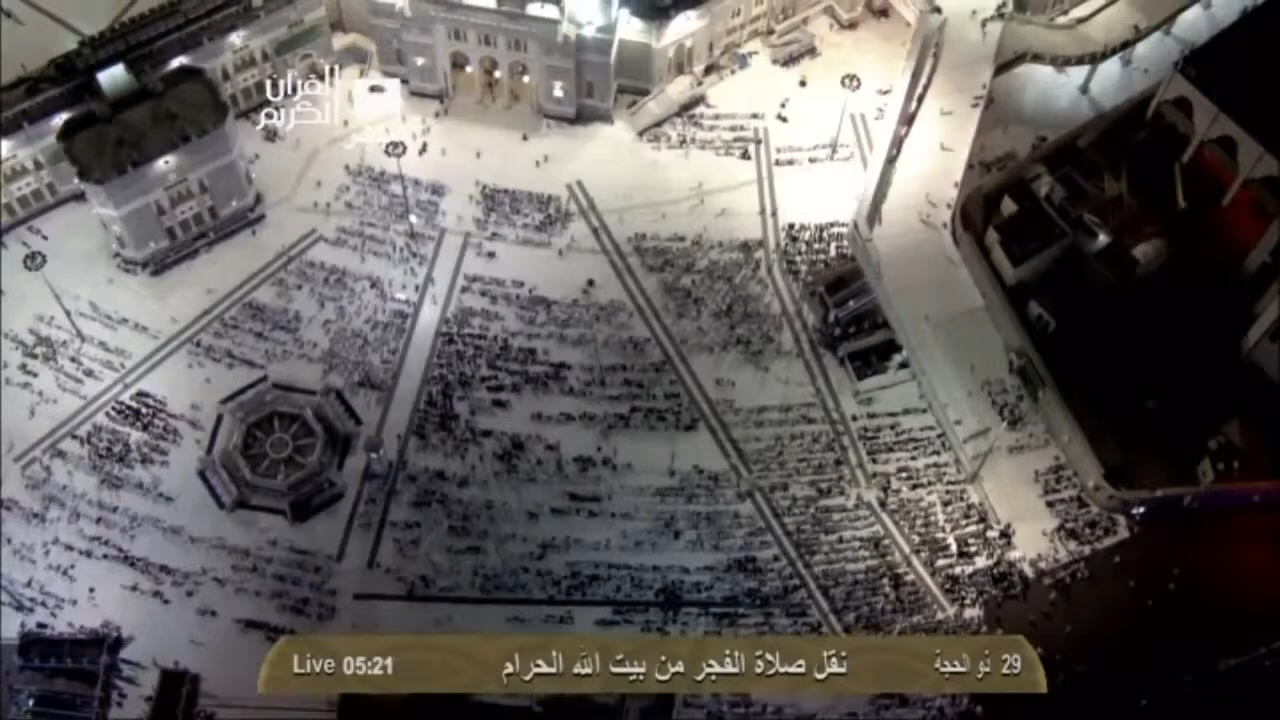 القرآن
الكريم
29 ذو الحجة
نقل صلاة الفجر من بيت الله الحرام
Live 05:21